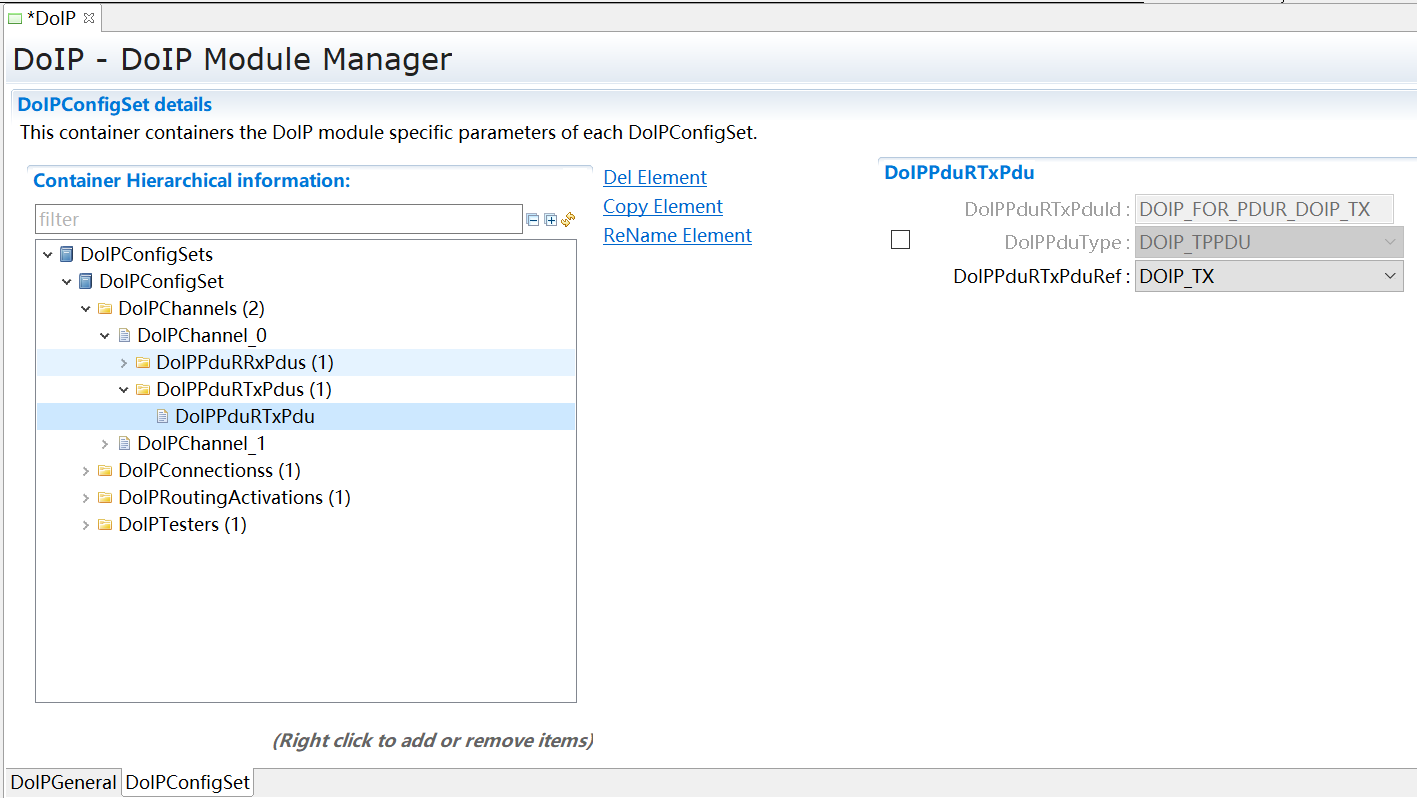 *DoIP
DoIP - DoIP Module Manager
DoIPConfigSet details
This container containers the DoIP module specific parameters of each DoIPConfigSet.
Container Hierarchical information:
filter
DoIPConfigSets
DoIPConfigSet
DoIPChannels (2)
DoIPChannel_0
DoIPPduRRxPdus (1)
DoIPPduRTxPdus (1)
DoIPPduRTxPdu
DoIPChannel_1
DoIPConnectionss (1)
DoIPRoutingActivations (1)
DoIPTesters (1)
(Right click to add or remove items)
Del Element
Copy Element
ReName Element
DoIPPduRTxPdu
DoIPPduRTxPduId : DOIP_FOR_PDUR_DOIP_TX
DoIPPduType : DOIP_TPPDU
DoIPPduRTxPduRef : DOIP_TX
DoIPGeneral DoIPConfigSet